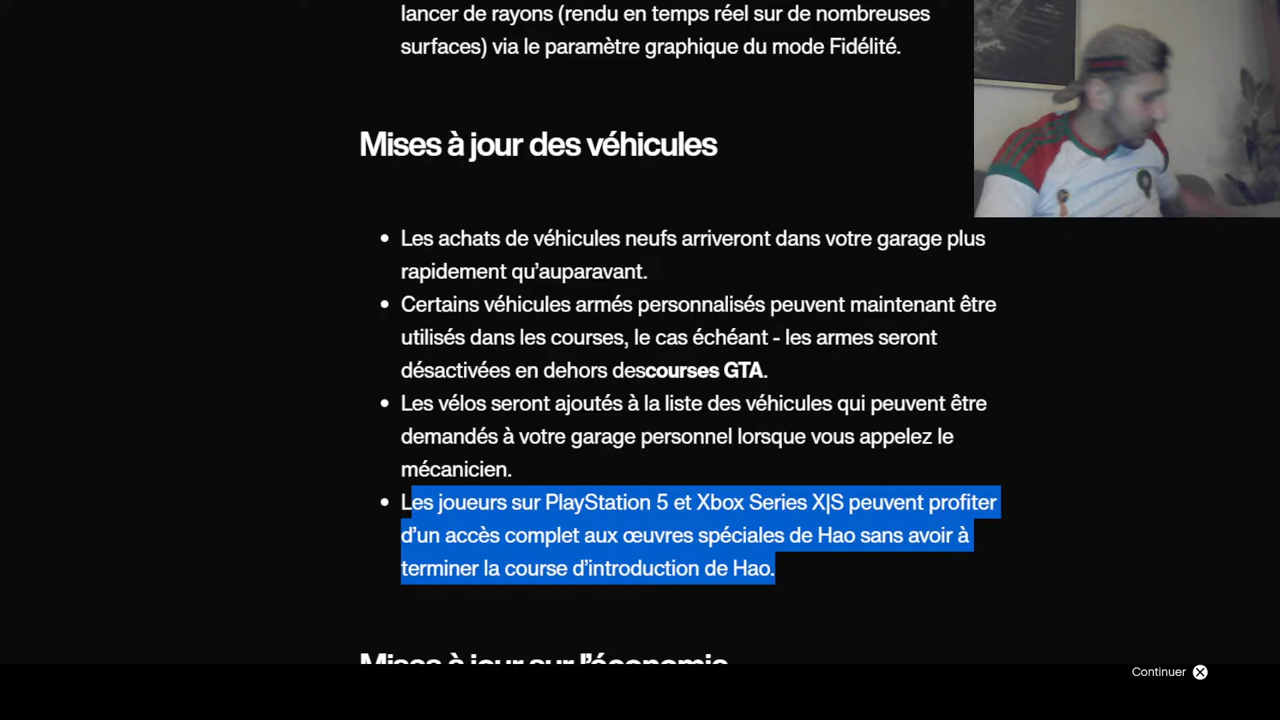 lancer de rayons (rendu en temps réel sur de nombreuses
surfaces) via le paramètre graphique du mode Fidélité.
Mises à jour des véhicules
• Les achats de véhicules neufs arriveront dans votre garage plus
rapidement qu’auparavant.
• Certains véhicules armés personnalisés peuvent maintenant être
utilisés dans les courses, le cas échéant - les armes seront
désactivées en dehors descourses GTA.
• Les vélos seront ajoutés à la liste des véhicules qui peuvent être
demandés à votre garage personnel lorsque vous appelez le
mécanicien.
• Les joueurs sur PlayStation 5 et Xbox Series X|S peuvent profiter
d’un accès complet aux œuvres spéciales de Hao sans avoir à
terminer la course d’introduction de Hao.
Mises à jour sur l’économie
Continuer